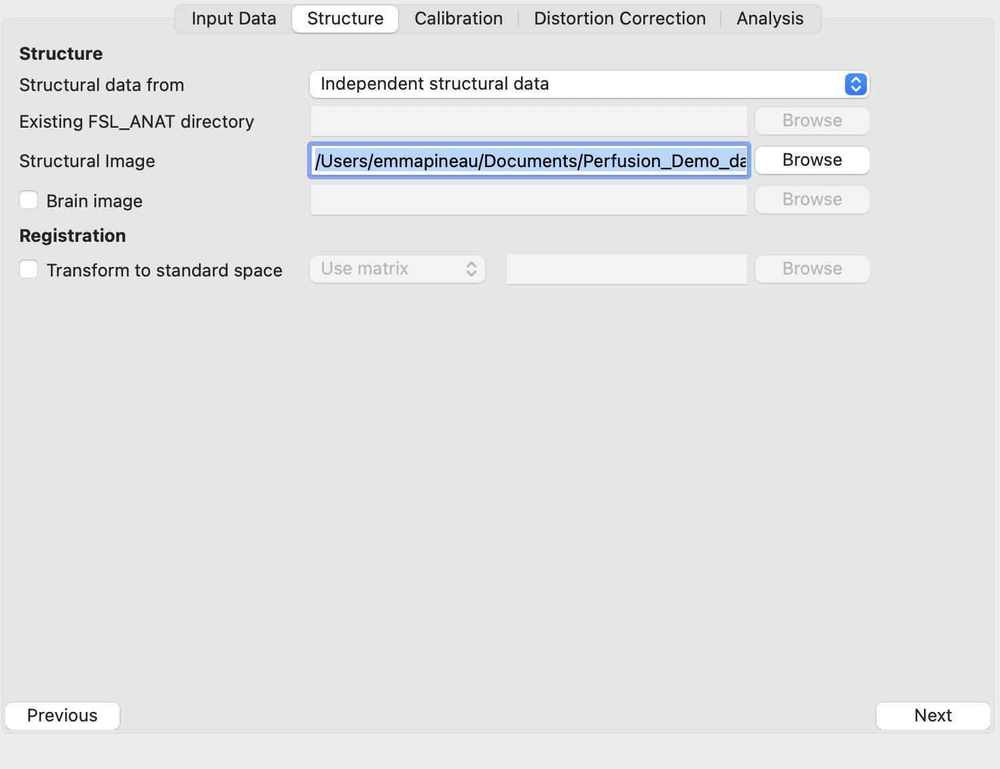 Input Data Structure Calibration Distortion Correction Analysis
Structure
Structural data from Independent structural data
Existing FSL_ANAT directory Browse
Structural Image /Users/emmapineau/Documents/Perfusion_Demo_da Browse
Brain image Browse
Registration
Transform to standard space Use matrix Browse
Previous Next